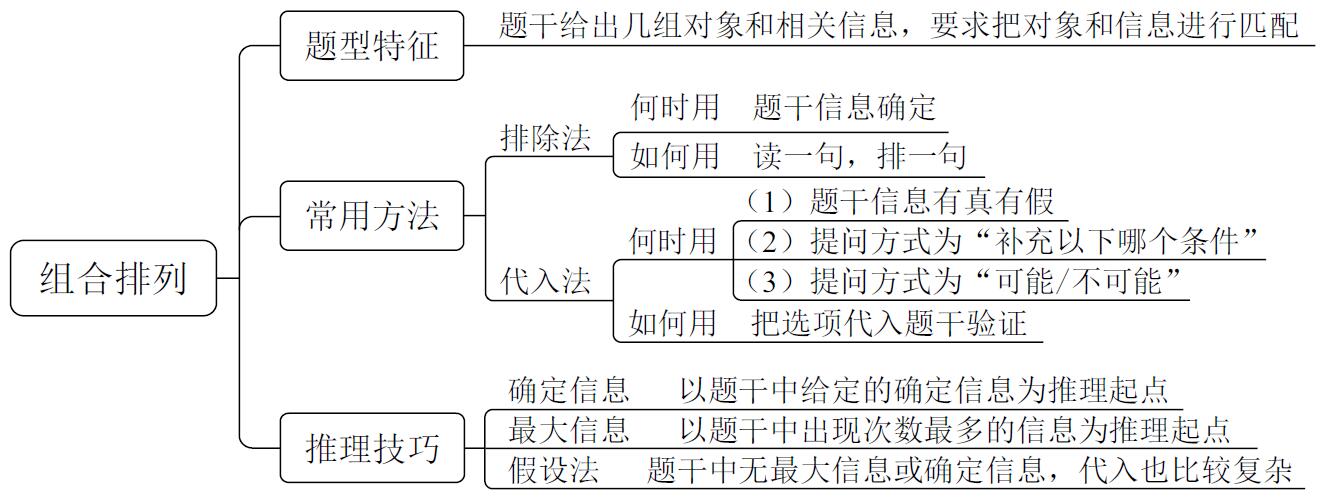 组合排列
题型特征
题干给出几组对象和相关信息，要求把对象和信息进行匹配
常用方法
排除法
何时用 题干信息确定
如何用 读一句，排一句
代入法
何时用
（1）题干信息有真有假
（2）提问方式为“补充以下哪个条件”
（3）提问方式为“可能/不可能”
如何用 把选项代入题干验证
推理技巧
确定信息 以题干中给定的确定信息为推理起点
最大信息 以题干中出现次数最多的信息为推理起点
假设法 题干中无最大信息或确定信息，代入也比较复杂